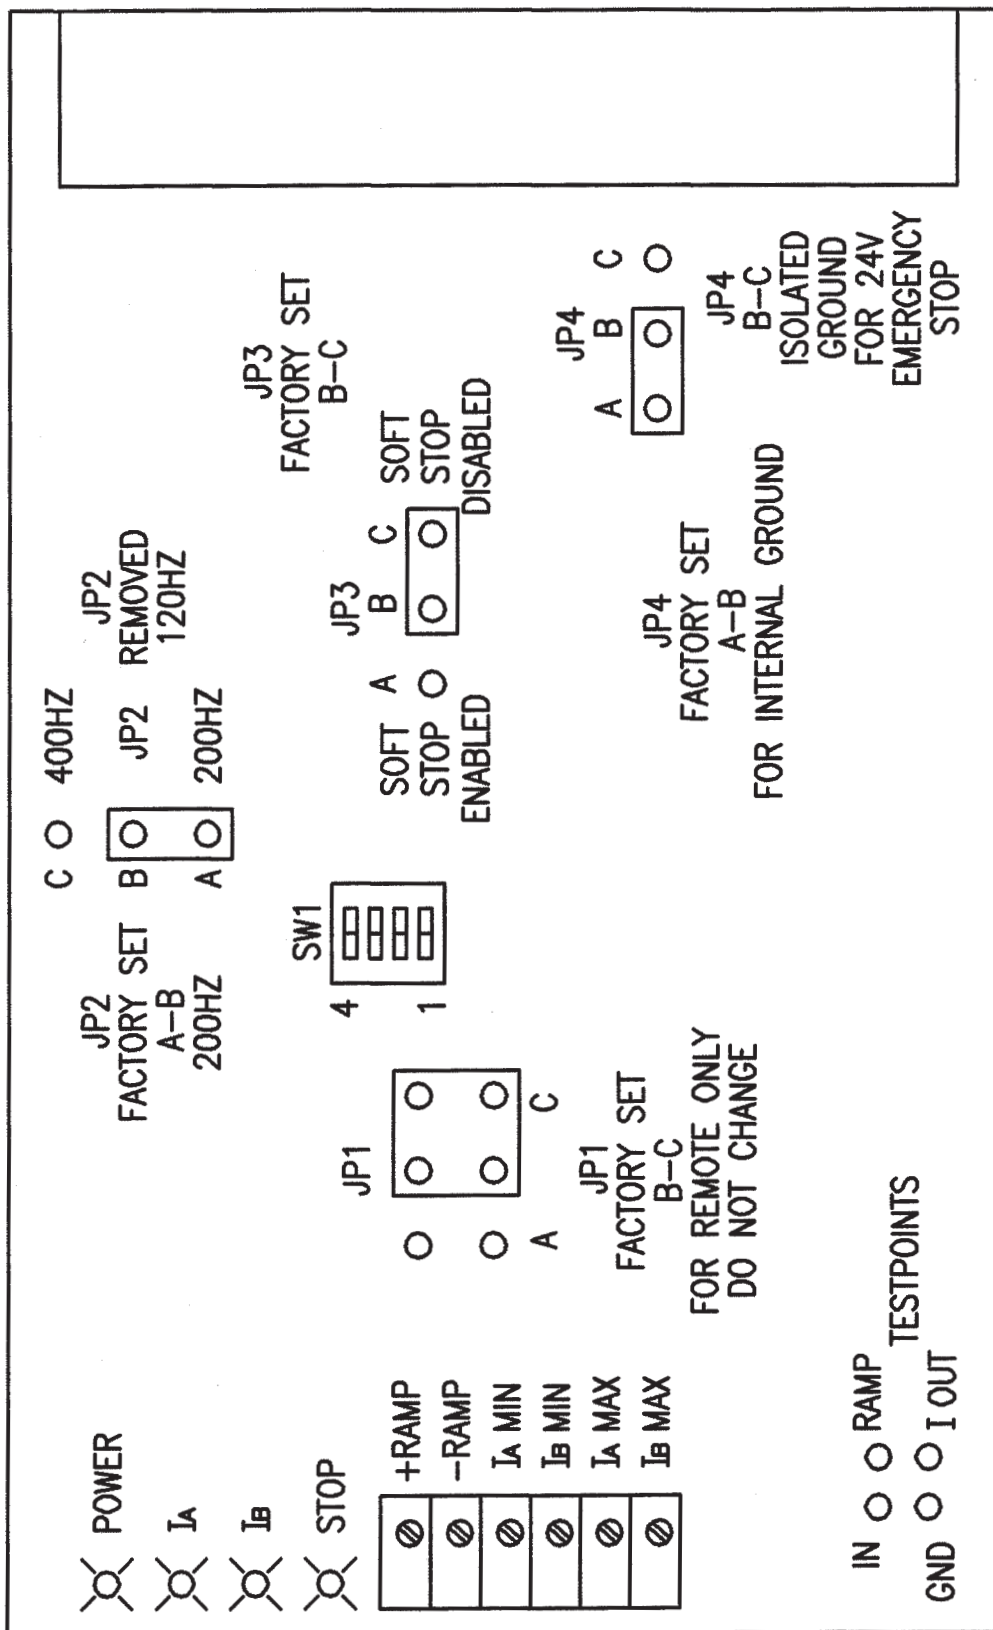 POWER
IA
IB
STOP
+RAMP
-RAMP
IA MIN
IB MIN
IA MAX
IB MAX
IN
RAMP
GND
I OUT
TESTPOINTS
JP1
A
C
JP1
FACTORY SET
B-C
FOR REMOTE ONLY
DO NOT CHANGE
JP2
FACTORY SET
A-B
200HZ
C
B
A
400HZ
JP2
200HZ
JP2
REMOVED
120HZ
SW1
4
1
SOFT
STOP
ENABLED
A
JP3
B
C
SOFT
STOP
DISABLED
JP3
FACTORY SET
B-C
JP4
FACTORY SET
A-B
FOR INTERNAL GROUND
JP4
A
B
C
JP4
B-C
ISOLATED
GROUND
FOR 24V
EMERGENCY
STOP